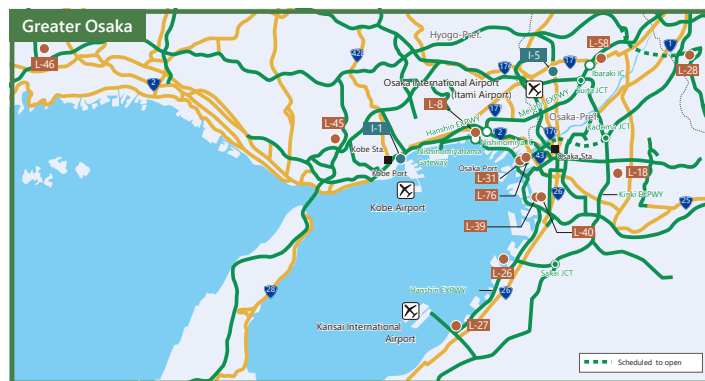 Greater Osaka
Hyogo-Pref.
L-46
428
176
I-5
17
L-58
1
L-28
2
Osaka International Airport
(Itami Airport)
Ibaraki IC
Suita JCT
L-8
171
Meishin EXPWY
Hanshin EXPWY
Osaka-Pref.
L-45
I-1
2
176
Kadoma JCT
Kobe Sta.
Nishinomiyahama
Gateway
Nishinomiya IC
43
Osaka Sta.
Kobe Port
Osaka Port
L-31
L-18
L-76
Kobe Airport
26
Kinki EXPWY
25
L-39
L-40
L-26
Sakai JCT
28
Hanshin EXPWY
26
Kansai International
Airport
L-27
Scheduled to open